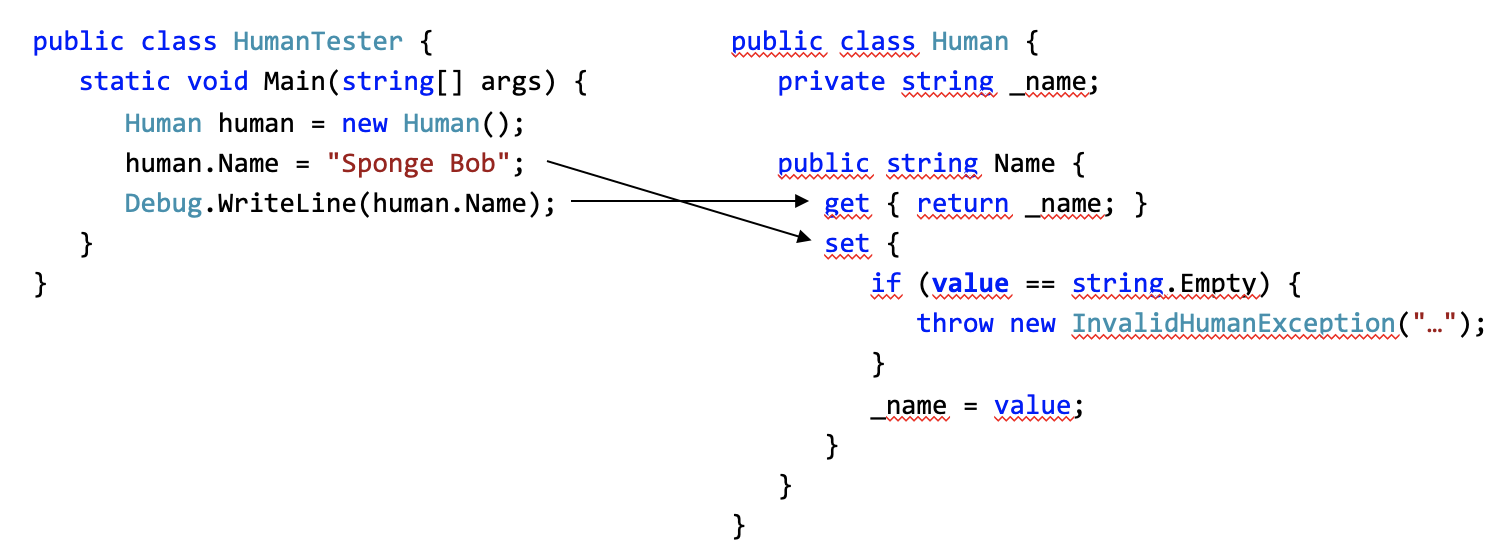 public class HumanTester {
static void Main(string[] args) {
Human human = new Human();
human.Name = "Sponge Bob";
Debug.WriteLine(human.Name);
}
}
public class Human {
private string _name;
public string Name {
get { return _name; }
set {
if (value == string.Empty) {
throw new InvalidHumanException("…");
}
_name = value;
}
}
}